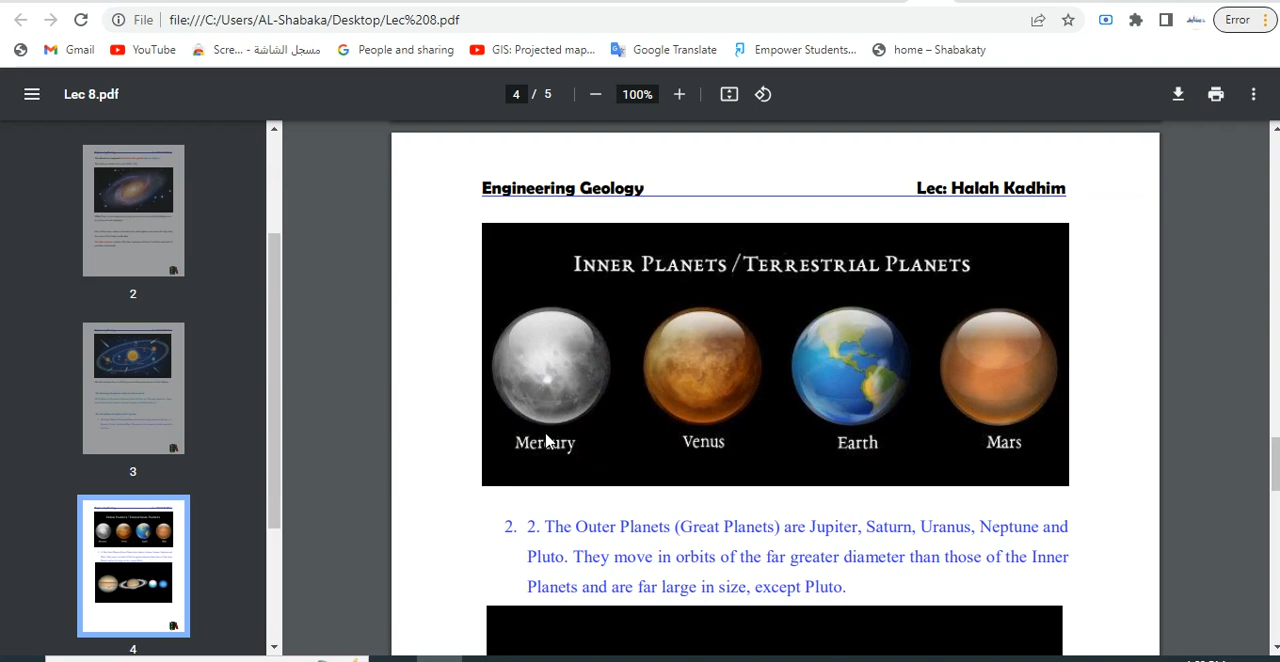 File
file:///C:/Users/AL-Shabaka/Desktop/Lec%208.pdf
Error
Gmail
YouTube
Scre... - مسجل الشاشة
People and sharing
GIS: Projected map...
Google Translate
Empower Students...
home – Shabakaty
Lec 8.pdf
4 / 5
100%
2
3
4
Engineering Geology Lec: Halah Kadhim
Inner Planets/Terrestrial Planets
Mercury Venus Earth Mars
2. 2. The Outer Planets (Great Planets) are Jupiter, Saturn, Uranus, Neptune and
Pluto. They move in orbits of the far greater diameter than those of the Inner
Planets and are far large in size, except Pluto.